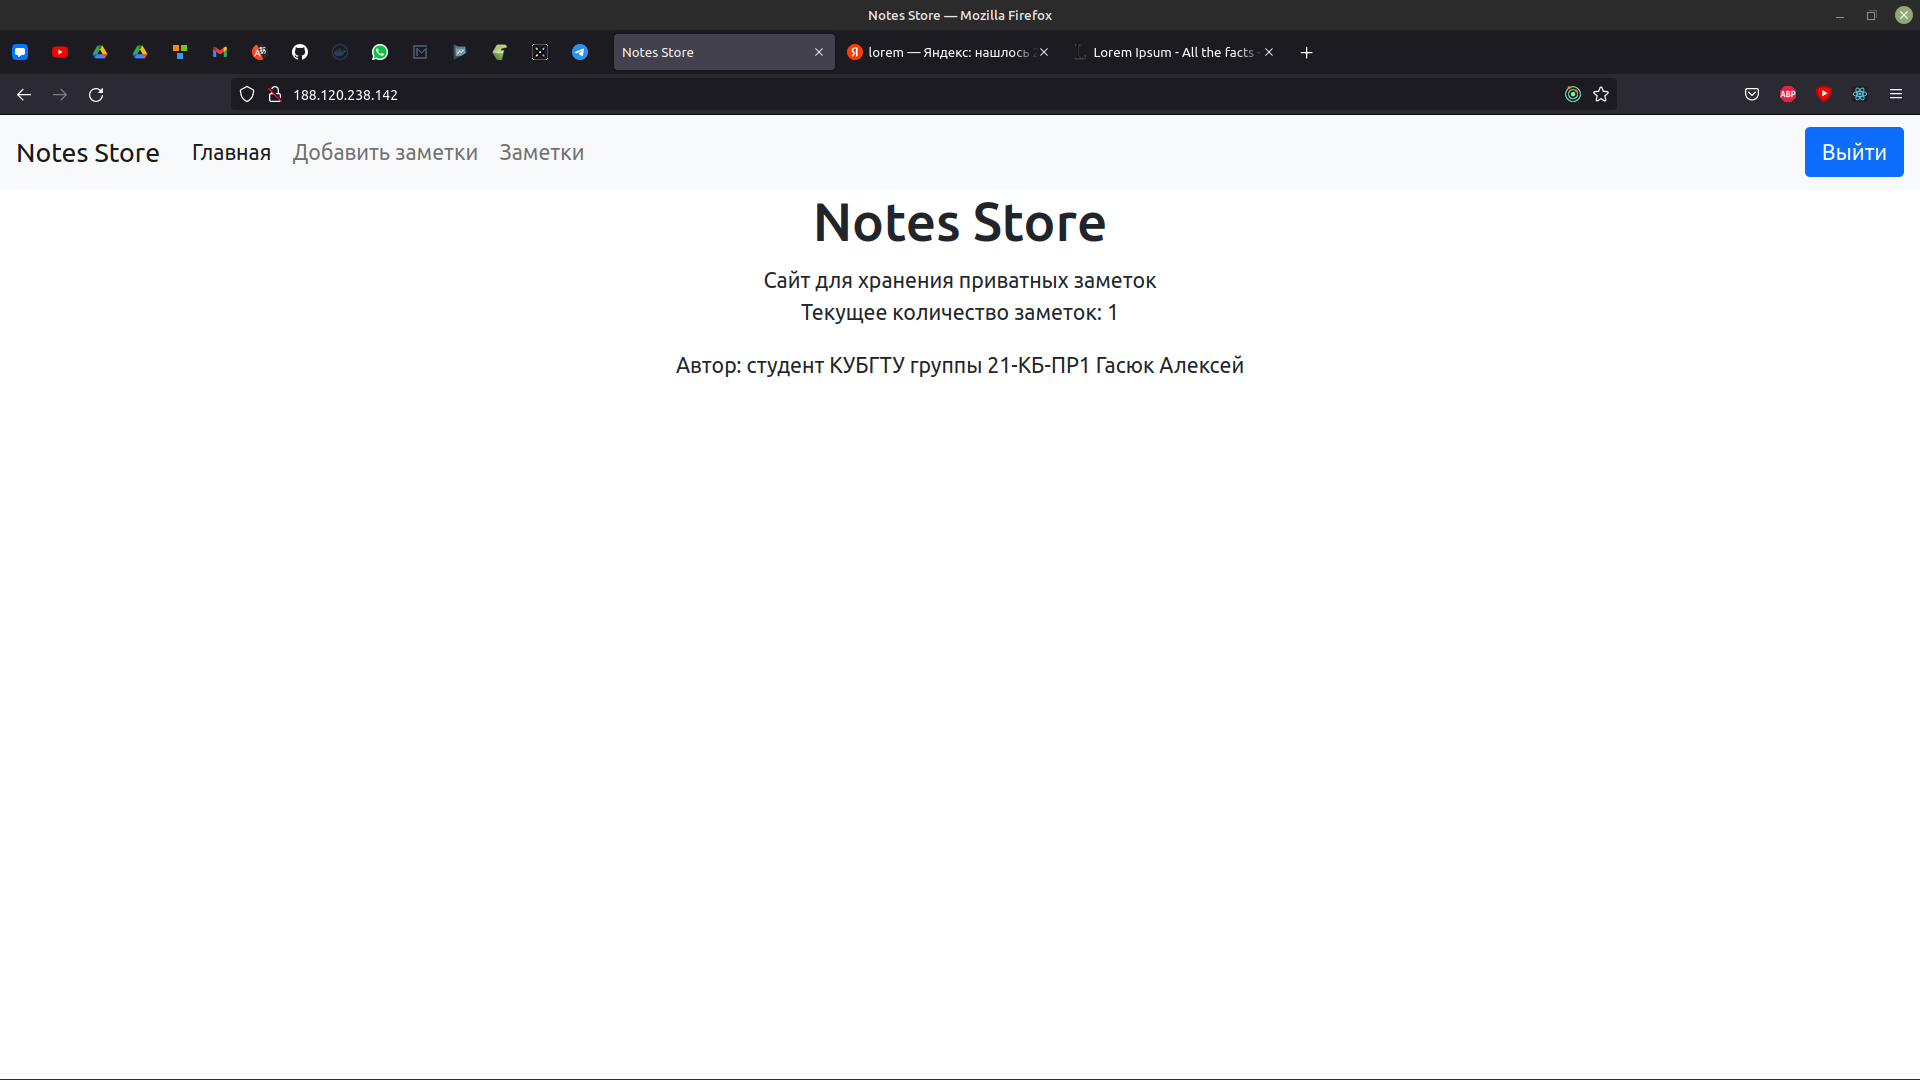 Notes Store — Mozilla Firefox
Notes Store
lorem — Яндекс: нашлось
Lorem Ipsum - All the facts -
188.120.238.142
ABP
Notes Store
Главная
Добавить заметки
Заметки
Выйти
Notes Store
Сайт для хранения приватных заметок
Текущее количество заметок: 1
Автор: студент КУБГТУ группы 21-КБ-ПР1 Гасюк Алексей